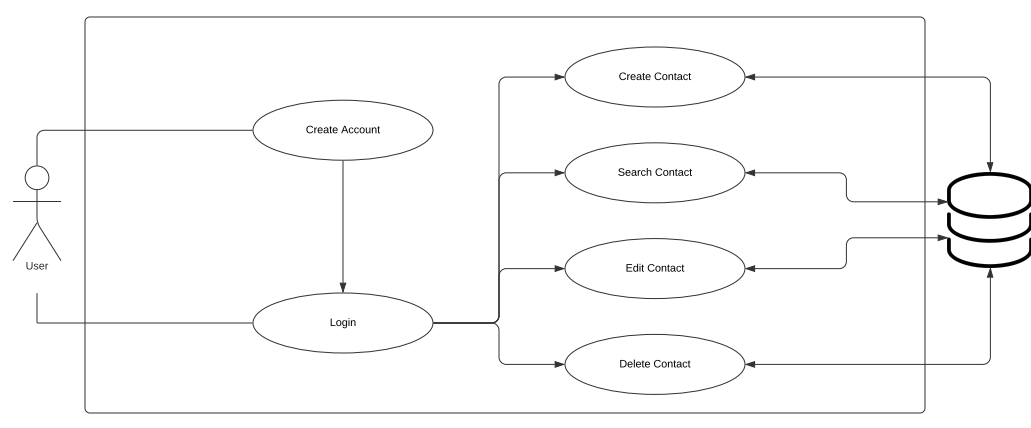 Create Contact
Create Account
Search Contact
User
Edit Contact
Login
Delete Contact